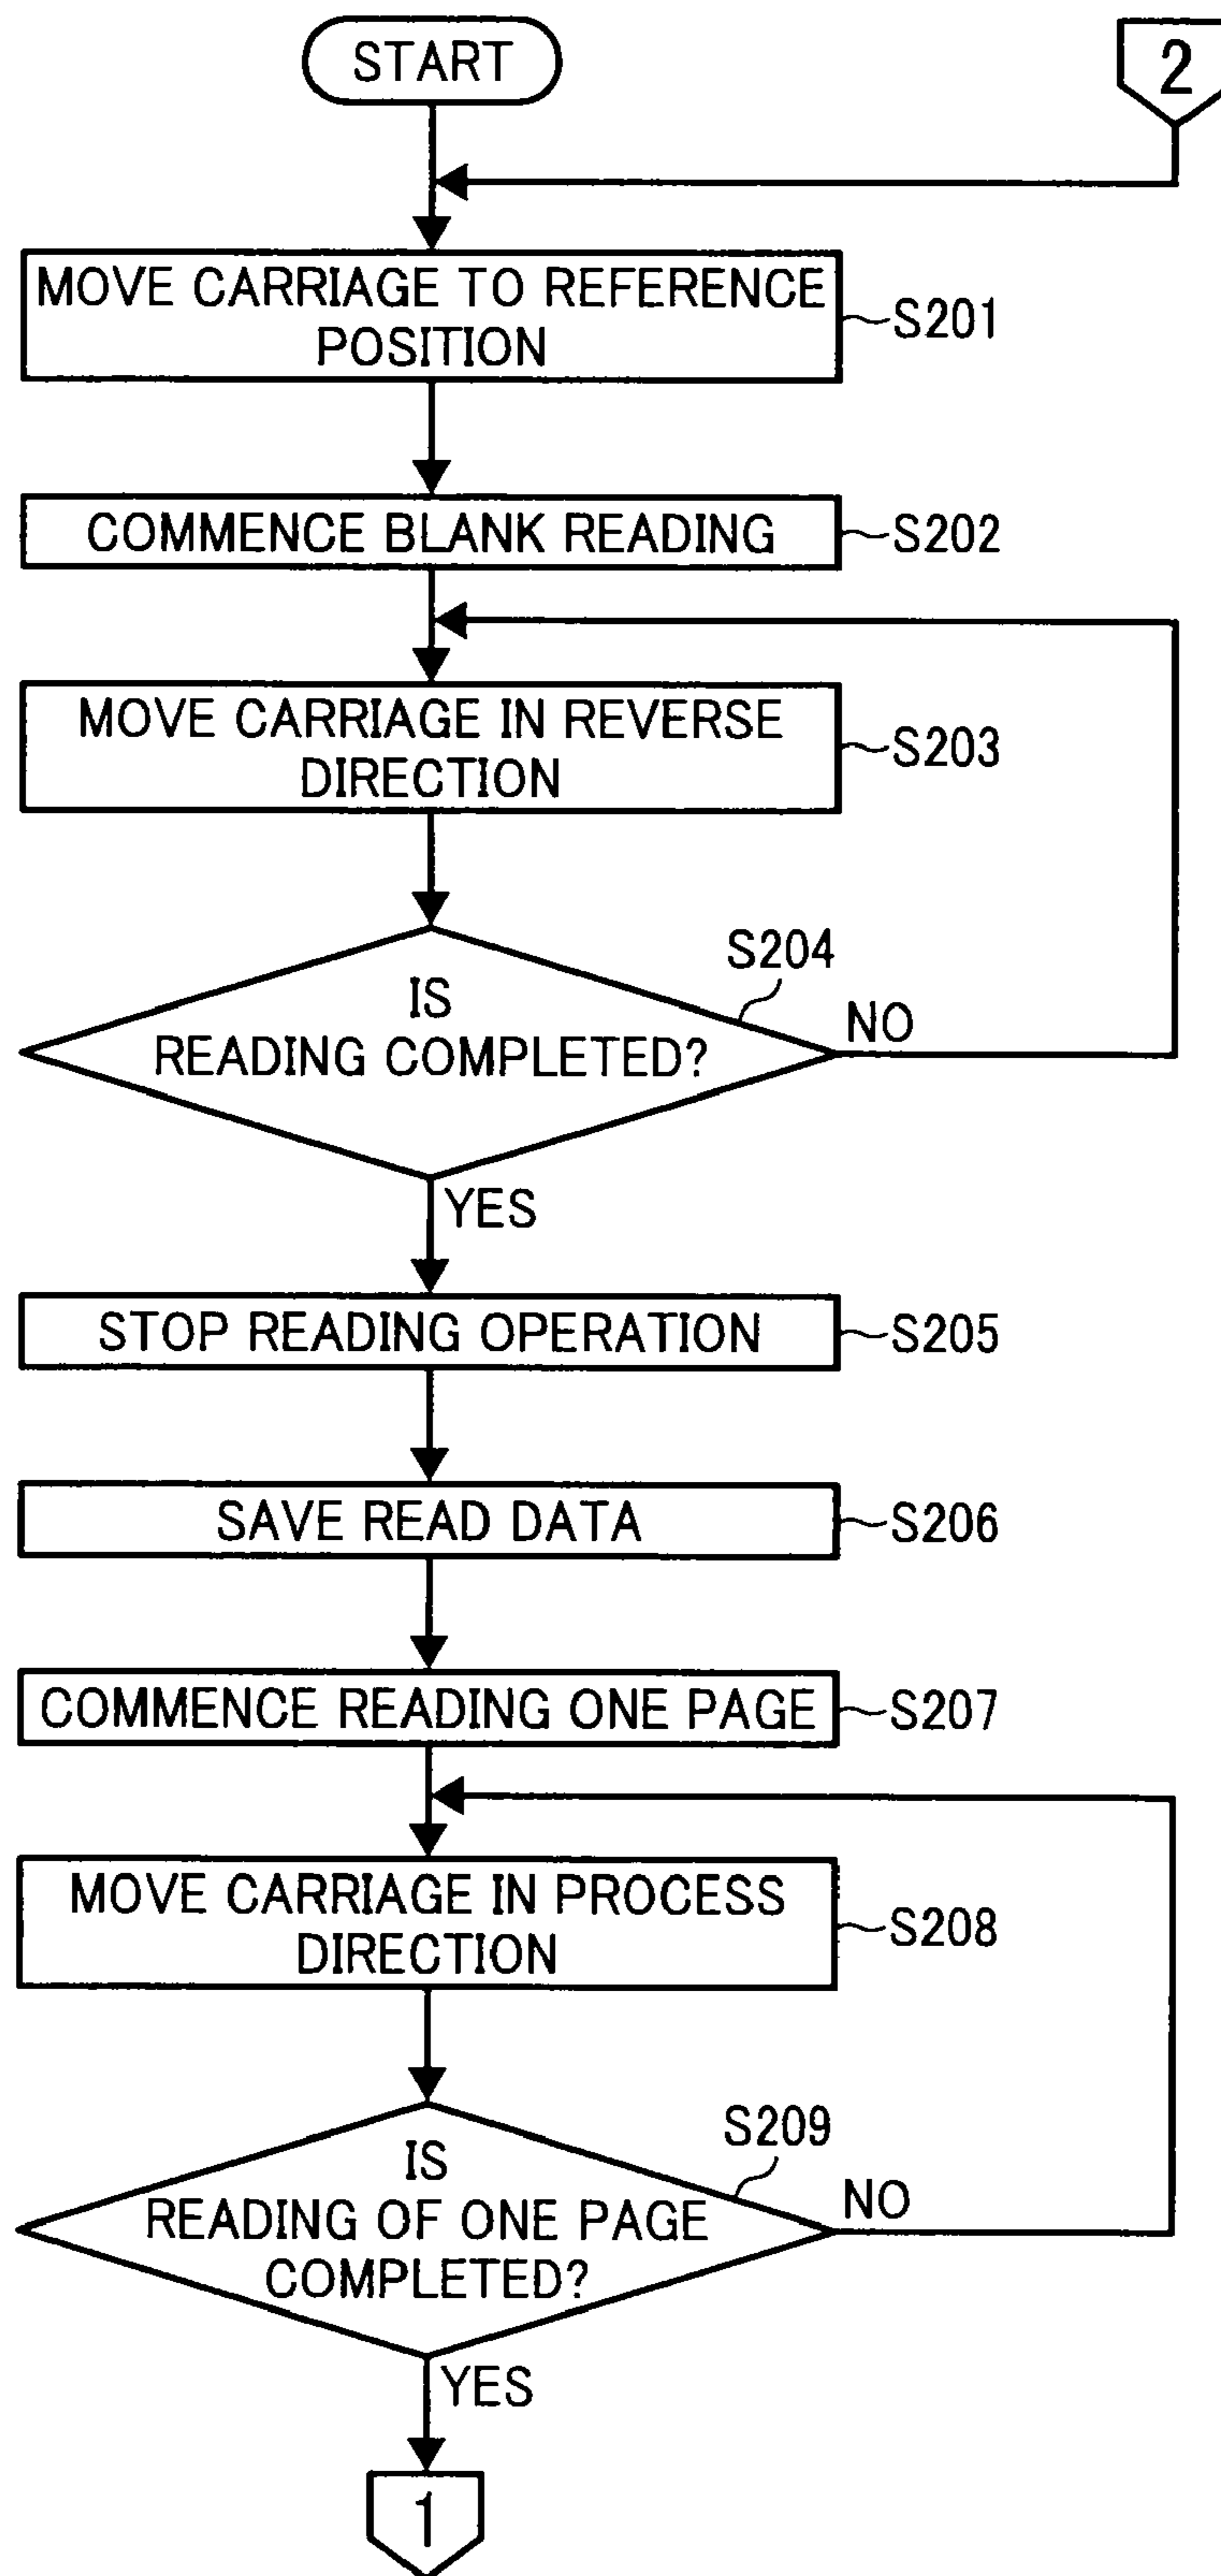 START
2
MOVE CARRIAGE TO REFERENCE
POSITION
S201
COMMENCE BLANK READING
S202
MOVE CARRIAGE IN REVERSE
DIRECTION
S203
S204
IS
READING COMPLETED?
NO
YES
STOP READING OPERATION
S205
SAVE READ DATA
S206
COMMENCE READING ONE PAGE
S207
MOVE CARRIAGE IN PROCESS
DIRECTION
S208
S209
IS
READING OF ONE PAGE
COMPLETED?
NO
YES
1